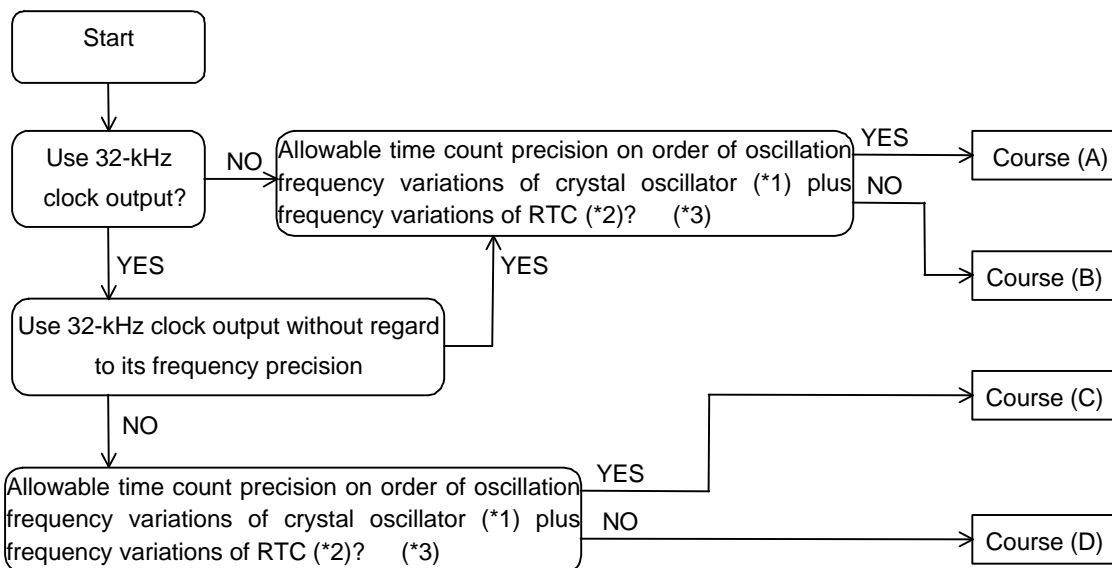 Start
Use 32-kHz
clock output?
NO
Allowable time count precision on order of oscillation
frequency variations of crystal oscillator (*1) plus
frequency variations of RTC (*2)? (*3)
YES
Course (A)
NO
Course (B)
YES
YES
Use 32-kHz clock output without regard
to its frequency precision
Course (C)
NO
Allowable time count precision on order of oscillation
frequency variations of crystal oscillator (*1) plus
frequency variations of RTC (*2)? (*3)
YES
NO
Course (D)